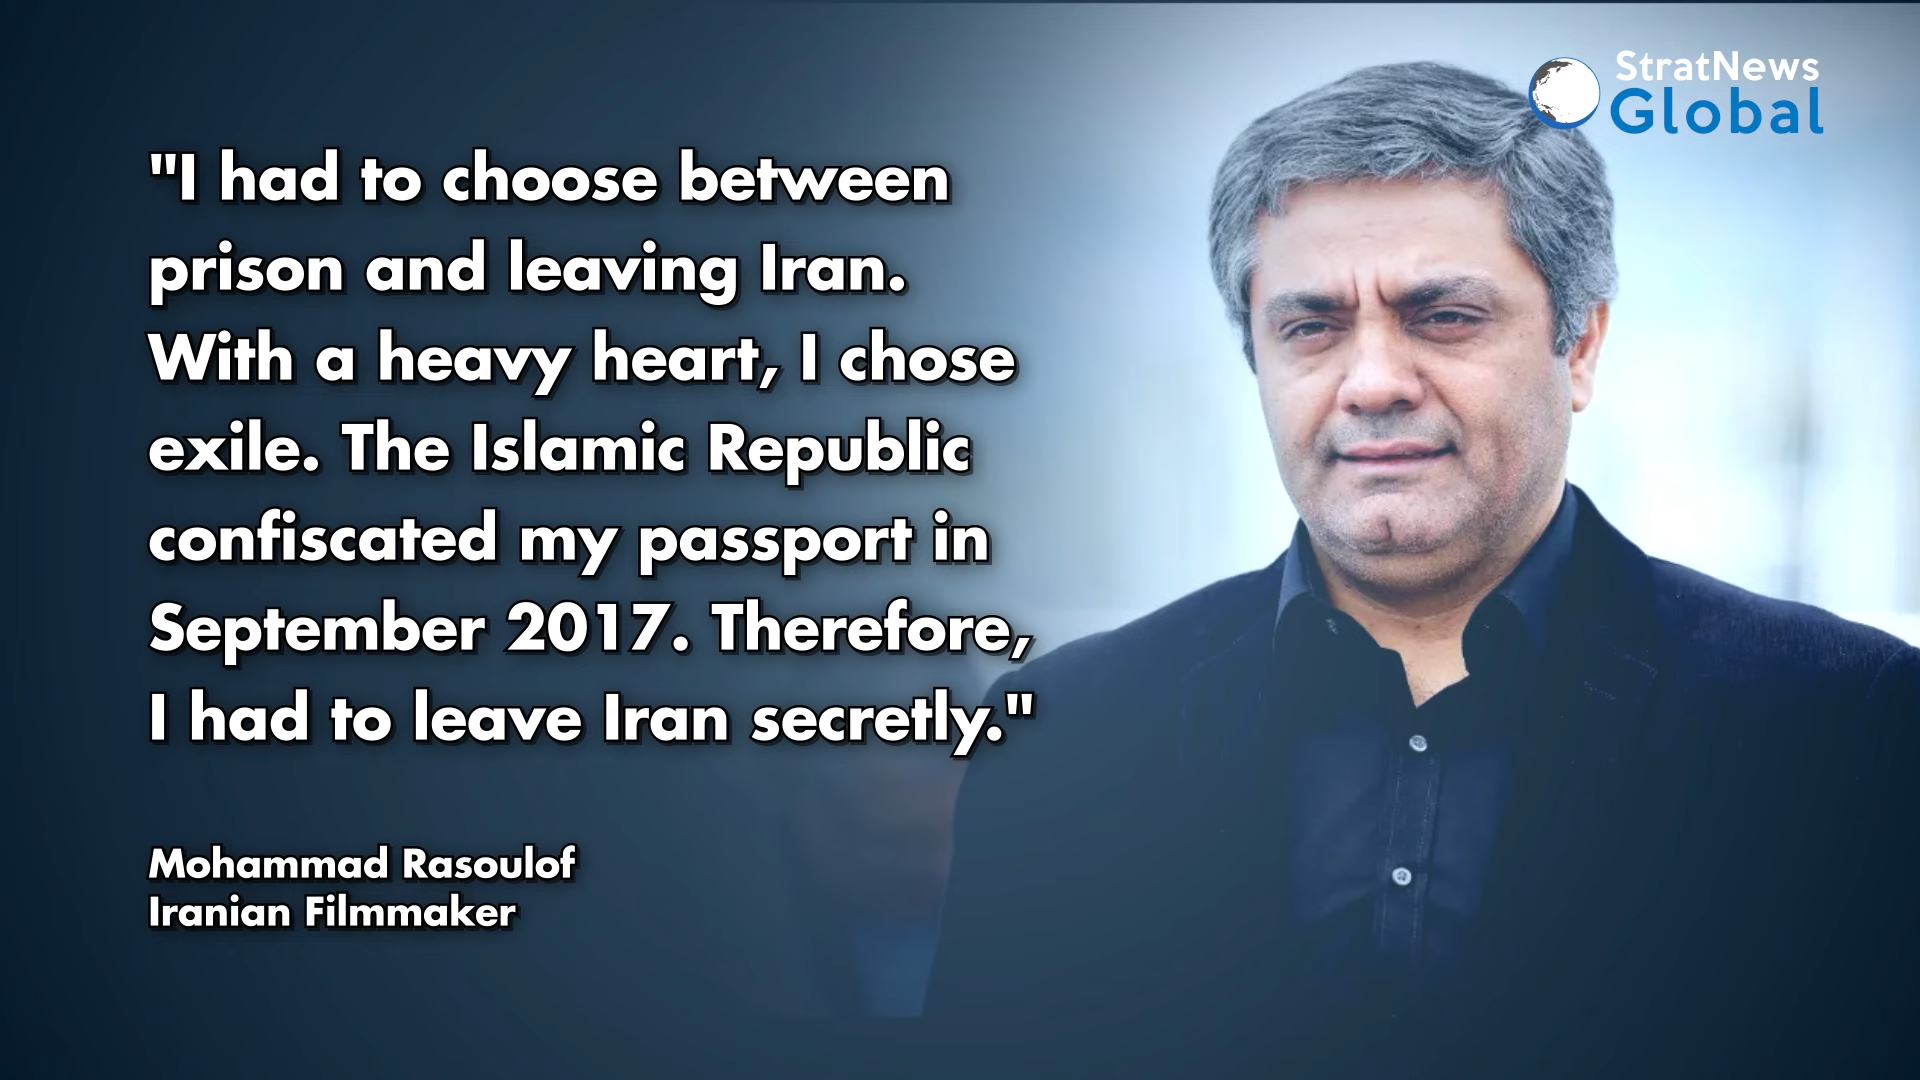 StratNews
Global
"I had to choose between
prison and leaving Iran.
With a heavy heart, I chose
exile. The Islamic Republic
confiscated my passport in
September 2017. Therefore,
I had to leave Iran secretly."
Mohammad Rasoulof
Iranian Filmmaker